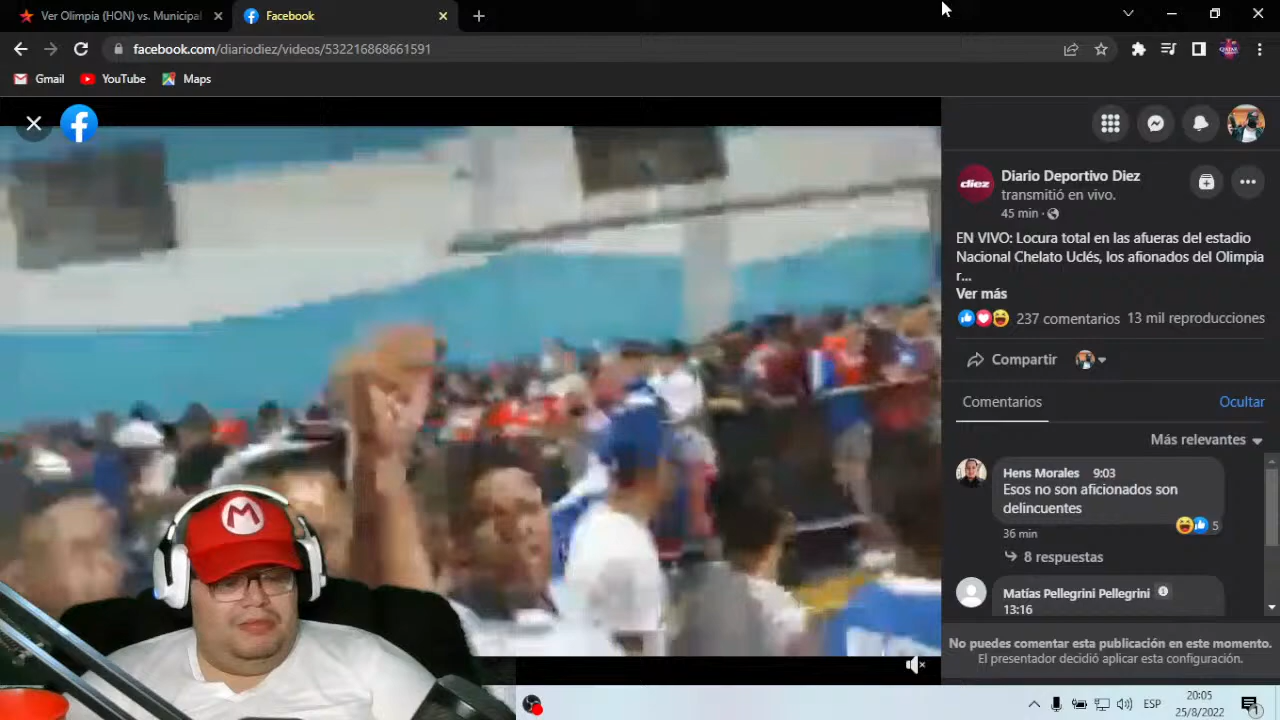 Ver Olimpia (HON) vs. Municipal
Facebook
facebook.com/diariodiez/videos/532216868661591
Gmail
YouTube
Maps
diez
Diario Deportivo Diez
transmitió en vivo.
45 min
EN VIVO: Locura total en las afueras del estadio
Nacional Chelato Uclés, los afionados del Olimpia
r...
Ver más
237 comentarios 13 mil reproducciones
Compartir
Comentarios
Ocultar
Más relevantes
Hens Morales 9:03
Esos no son aficionados son
delincuentes
5
36 min
8 respuestas
Matías Pellegrini Pellegrini
13:16
No puedes comentar esta publicación en este momento.
El presentador decidió aplicar esta configuración.
M
ESP
20:05
25/8/2022
1